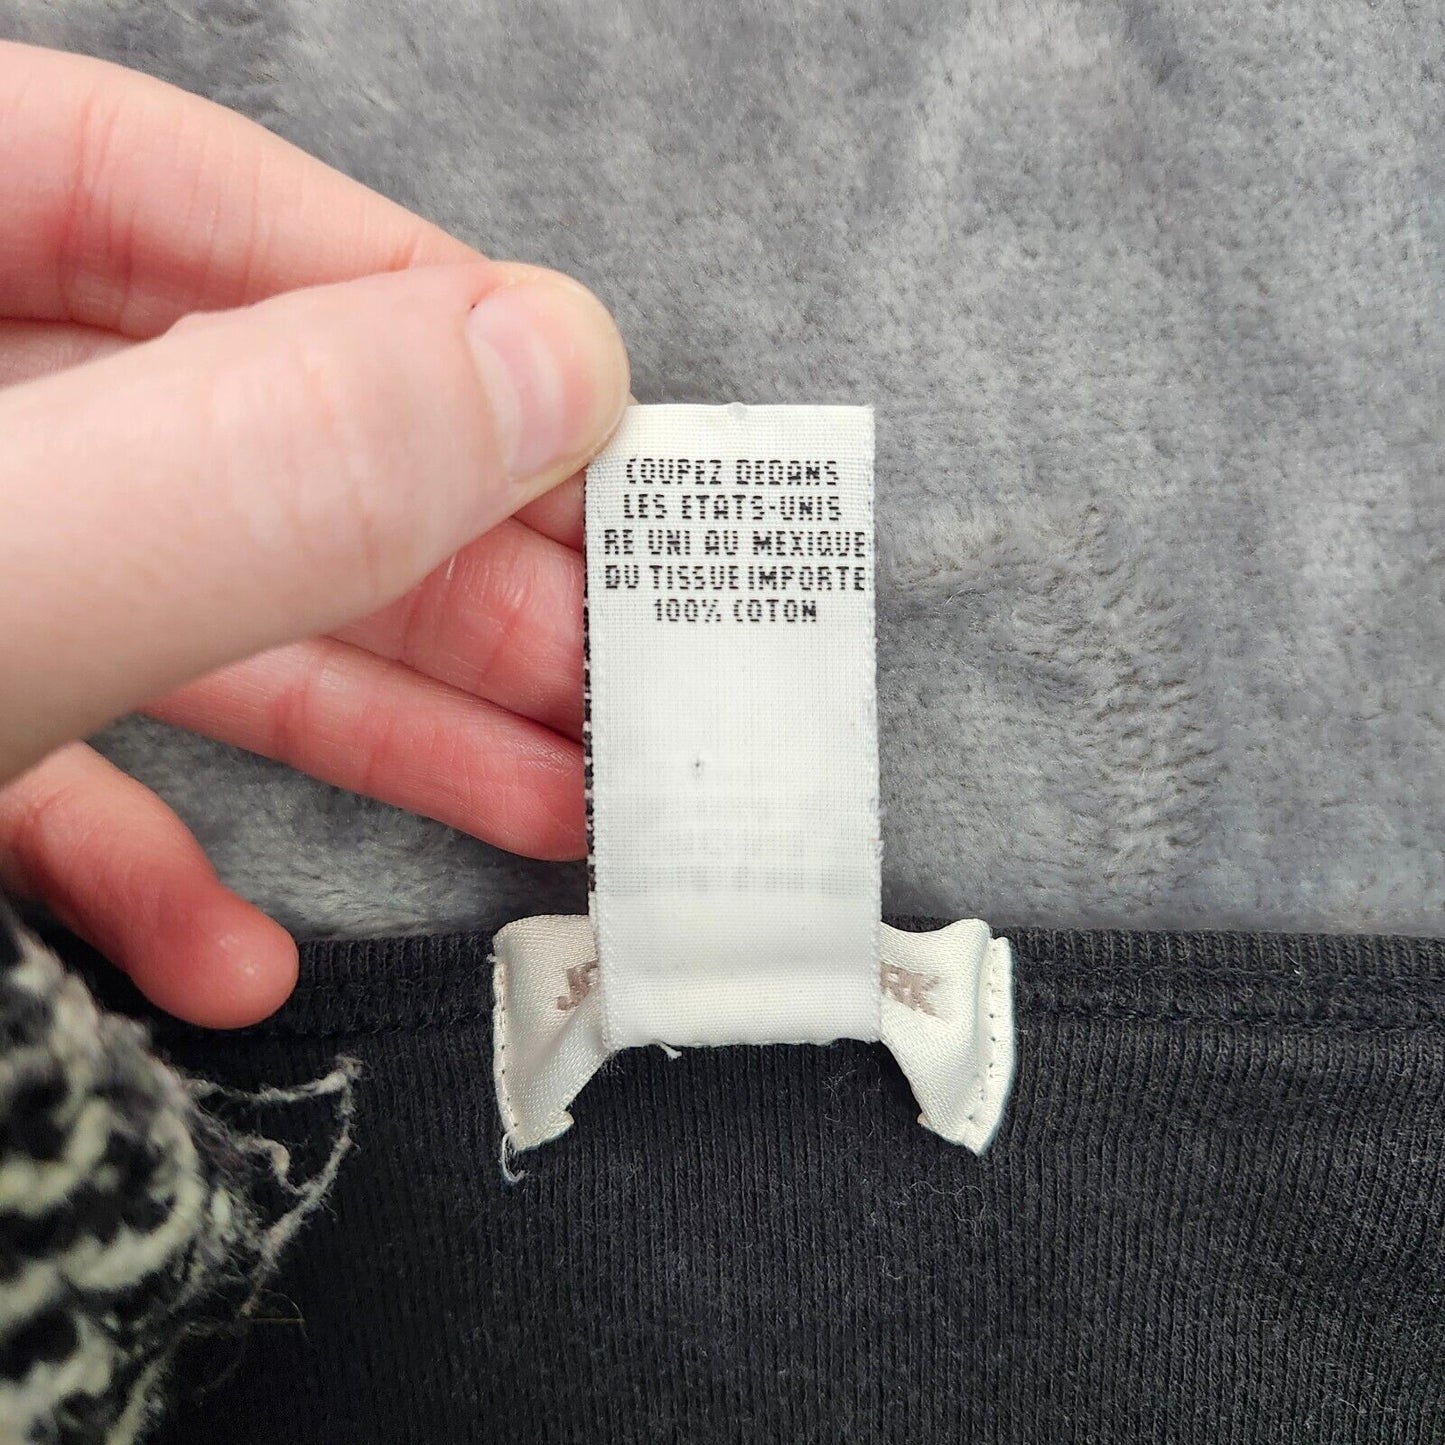 COUPEZ DEDANS
LES ETATS-UNIS
RE UNI AU MEXIQUE
DU TISSUE IMPORTE
100% COTON